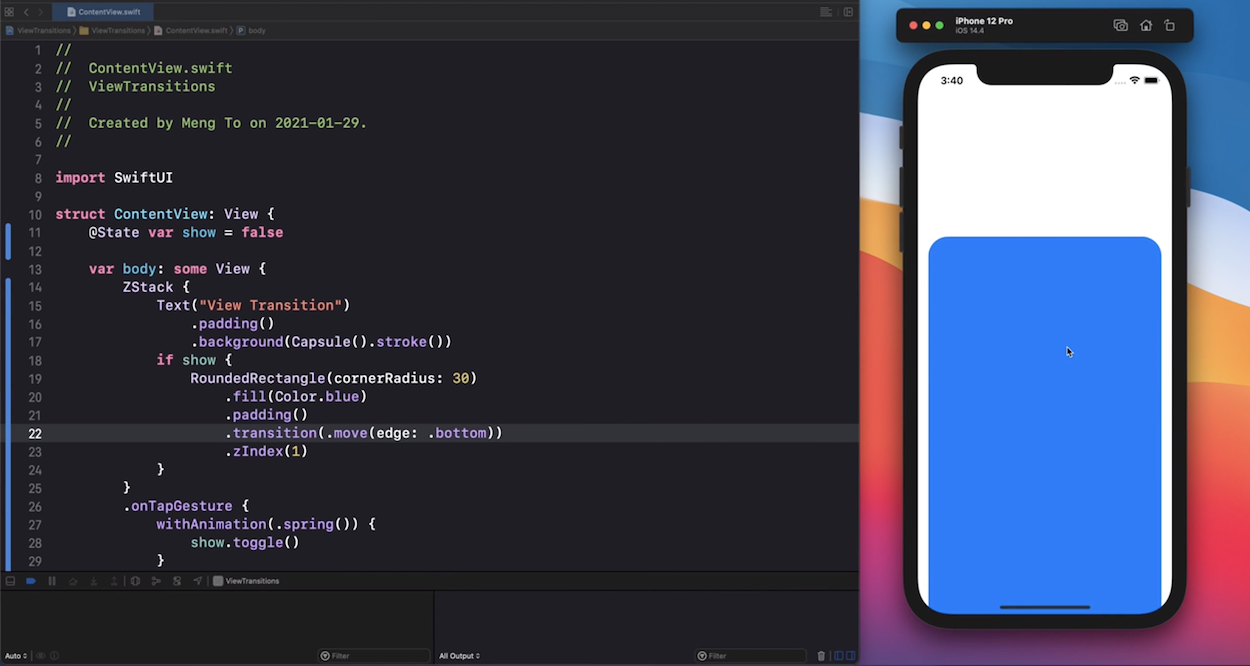 ContentView.swift
ViewTransitions
ViewTransitions
ContentView.swift
P
body
1 //
2 //  ContentView.swift
3 //  ViewTransitions
4 //
5 //  Created by Meng To on 2021-01-29.
6 //
7
8 import SwiftUI
9
10 struct ContentView: View {
11     @State var show = false
12
13     var body: some View {
14         ZStack {
15             Text("View Transition")
16                 .padding()
17                 .background(Capsule().stroke())
18             if show {
19                 RoundedRectangle(cornerRadius: 30)
20                     .fill(Color.blue)
21                     .padding()
22                     .transition(.move(edge: .bottom))
23                     .zIndex(1)
24             }
25         }
26         .onTapGesture {
27             withAnimation(.spring()) {
28                 show.toggle()
29             }
ViewTransitions
Auto
Filter
All Output
Filter
iPhone 12 Pro
iOS 14.4
3:40